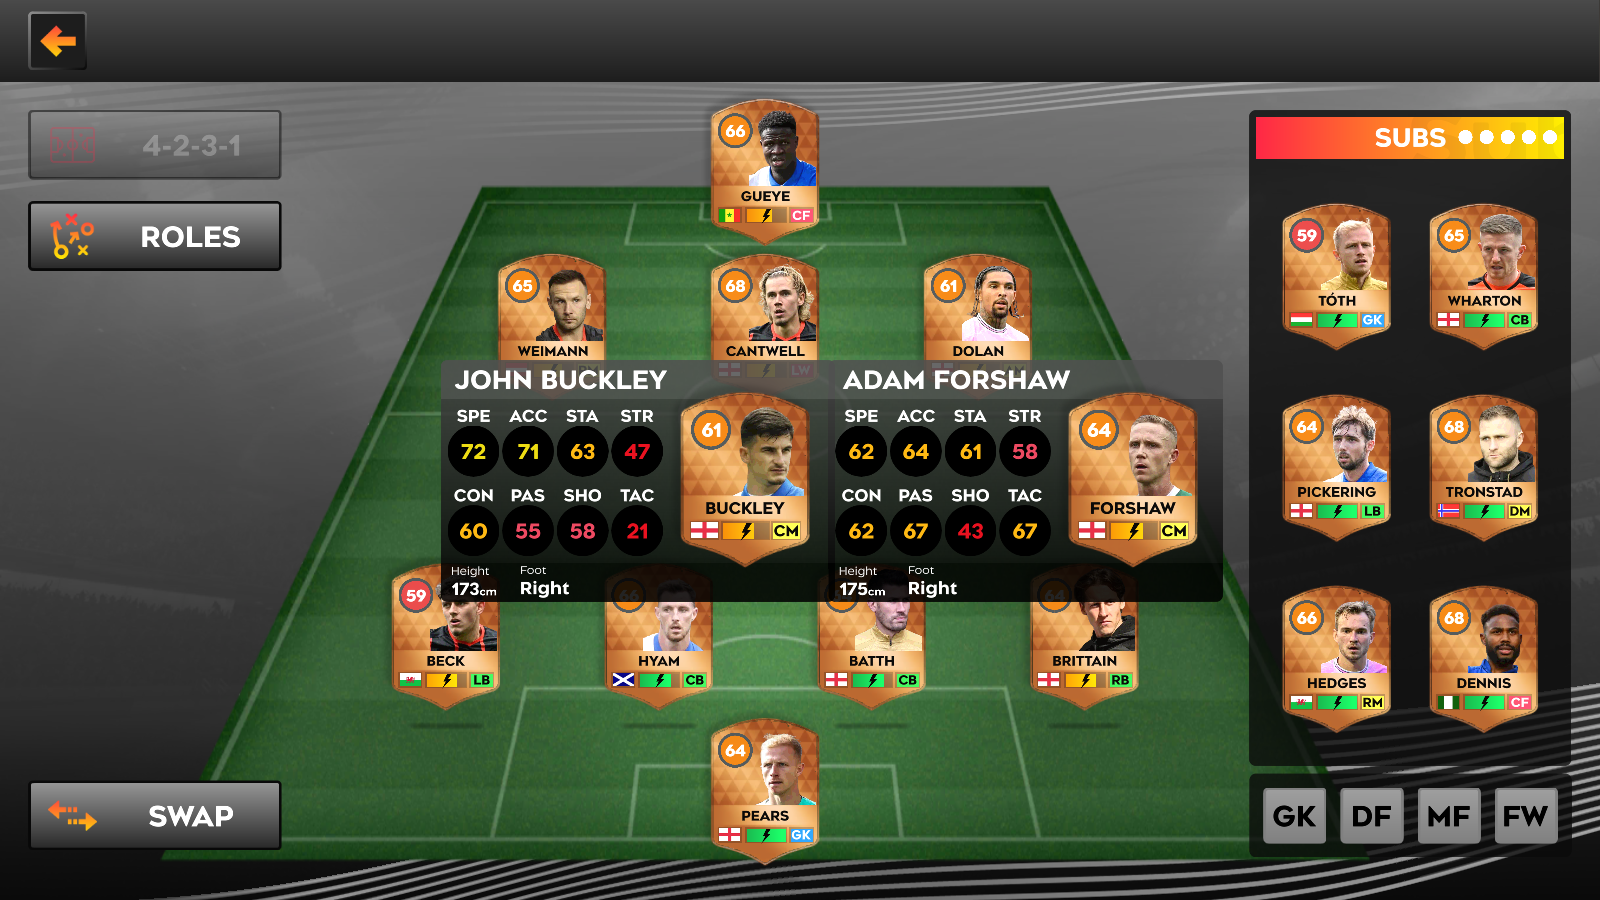 4-2-3-1
ROLES
SWAP
66
GUEYE
CF
65
WEIMANN
68
CANTWELL
LW
61
DOLAN
JOHN BUCKLEY
SPE ACC STA STR
72 71 63 47
CON PAS SHO TAC
60 55 58 21
Height Foot
173cm Right
61
BUCKLEY
CM
ADAM FORSHAW
SPE ACC STA STR
62 64 61 58
CON PAS SHO TAC
62 67 43 67
Height Foot
175cm Right
64
FORSHAW
CM
59
BECK
LB
66
HYAM
CB
BATTH
CB
64
BRITTAIN
RB
64
PEARS
GK
SUBS
59
TÓTH
GK
65
WHARTON
CB
64
PICKERING
LB
68
TRONSTAD
DM
66
HEDGES
RM
68
DENNIS
CF
GK DF MF FW